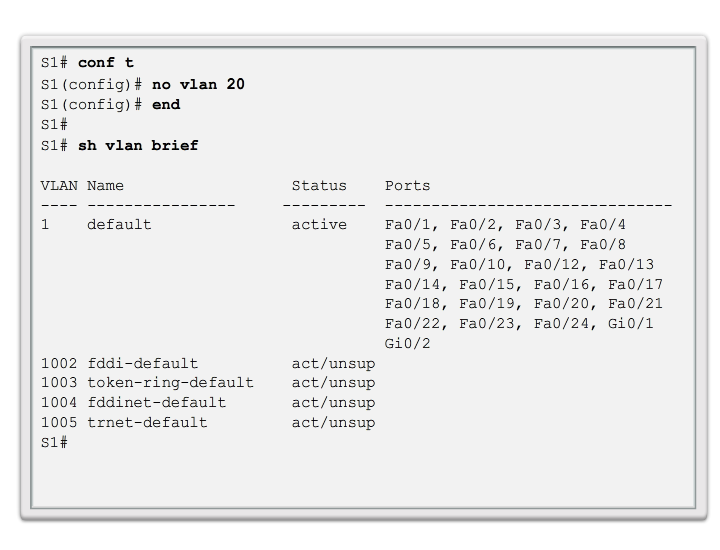 S1# conf t
S1(config)# no vlan 20
S1(config)# end
S1#
S1# sh vlan brief
VLAN Name Status Ports
---- ---------------- --------- -------------------------------
1 default active Fa0/1, Fa0/2, Fa0/3, Fa0/4
Fa0/5, Fa0/6, Fa0/7, Fa0/8
Fa0/9, Fa0/10, Fa0/12, Fa0/13
Fa0/14, Fa0/15, Fa0/16, Fa0/17
Fa0/18, Fa0/19, Fa0/20, Fa0/21
Fa0/22, Fa0/23, Fa0/24, Gi0/1
Gi0/2
1002 fddi-default act/unsup
1003 token-ring-default act/unsup
1004 fddinet-default act/unsup
1005 trnet-default act/unsup
S1#